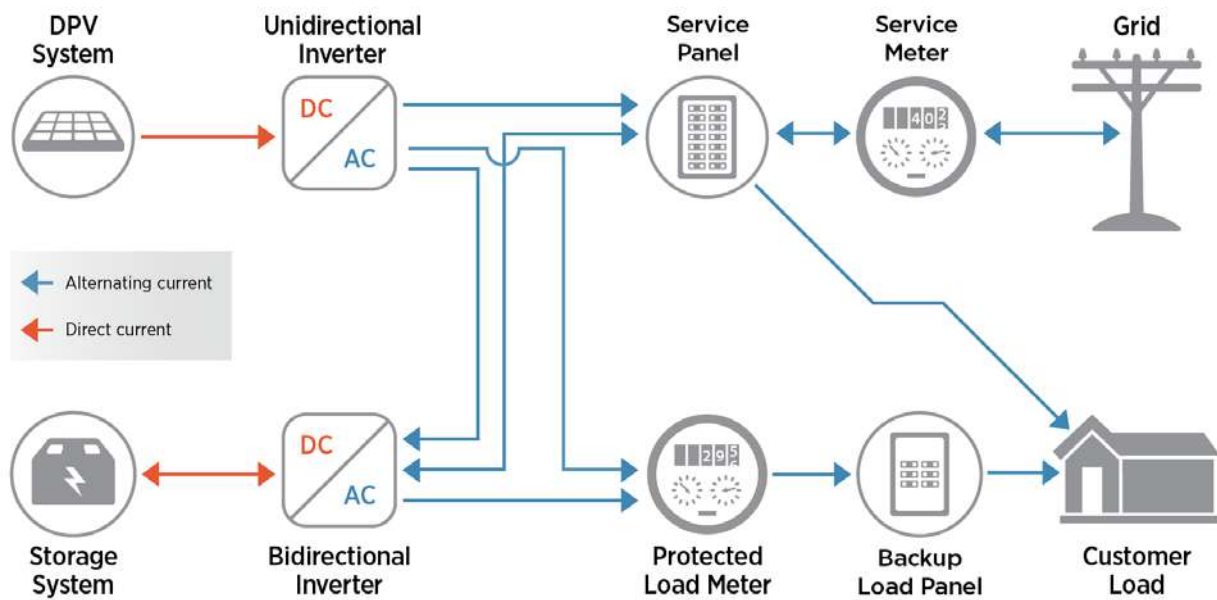 DPV
System
Unidirectional
Inverter
Service
Panel
Service
Meter
Grid
DC
AC
Alternating current
Direct current
DC
AC
Storage
System
Bidirectional
Inverter
Protected
Load Meter
Backup
Load Panel
Customer
Load